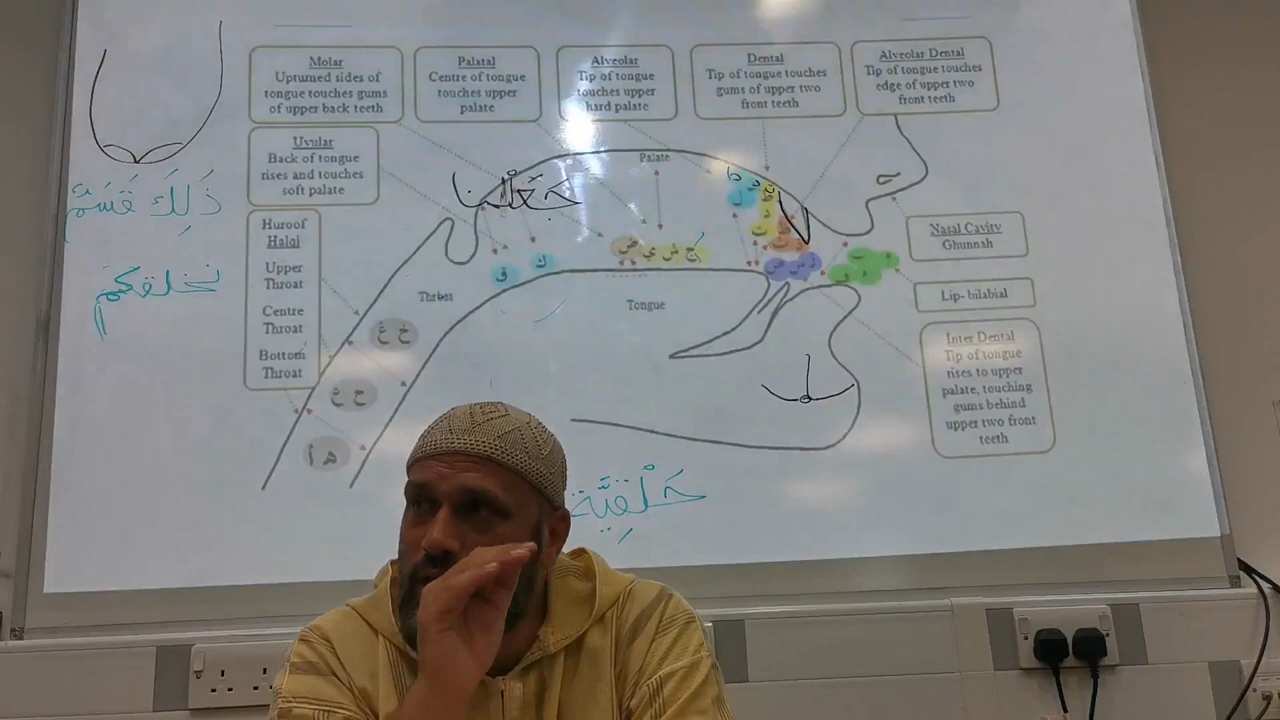 Molar
Uptumed sides of
tongue touches gums
of upper back teeth
Palatal
Centre of tongue
touches upper
palate
Alveolar
Tip of tongue
touches upper
hard palate
Dental
Tip of tongue touches
gums of upper two
front teeth
Alveolar Dental
Tip of tongue touches
edge of upper two
front teeth
Uvular
Back of tongue
rises and touches
soft palate
Palate
جَعَلْنا
ذَلِكَ قَسَمٌ
Huroof
Halqi
Upper
Throat
Centre
Throat
Bottom
Throat
Nasal Cavity
Ghunnah
ض ي ش ج
ق
ك
نخلقكم
Throat
Tongue
Lip- bilabial
خ غ
Inter Dental
Tip of tongue
rises to upper
palate, touching
gums behind
upper two front
teeth
ح ع
ه أ
حَلْقِيَّة